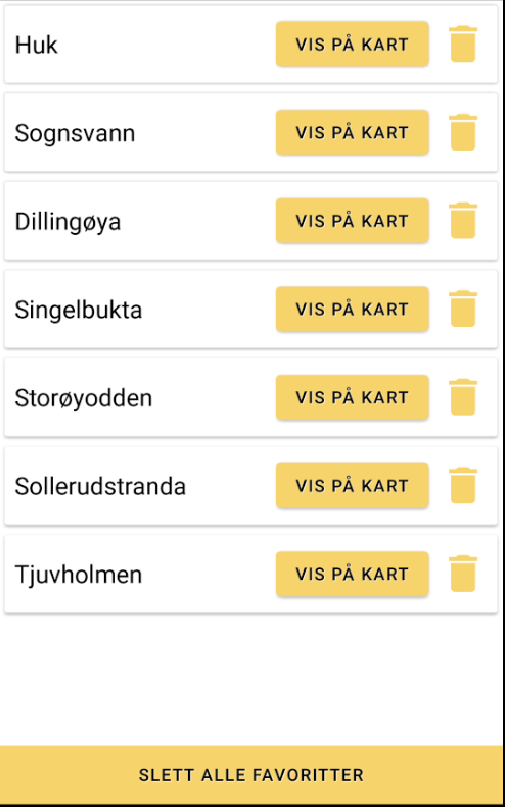 Huk VIS PÅ KART
Sognsvann VIS PÅ KART
Dillingøya VIS PÅ KART
Singelbukta VIS PÅ KART
Storøyodden VIS PÅ KART
Sollerudstranda VIS PÅ KART
Tjuvholmen VIS PÅ KART
SLETT ALLE FAVORITTER